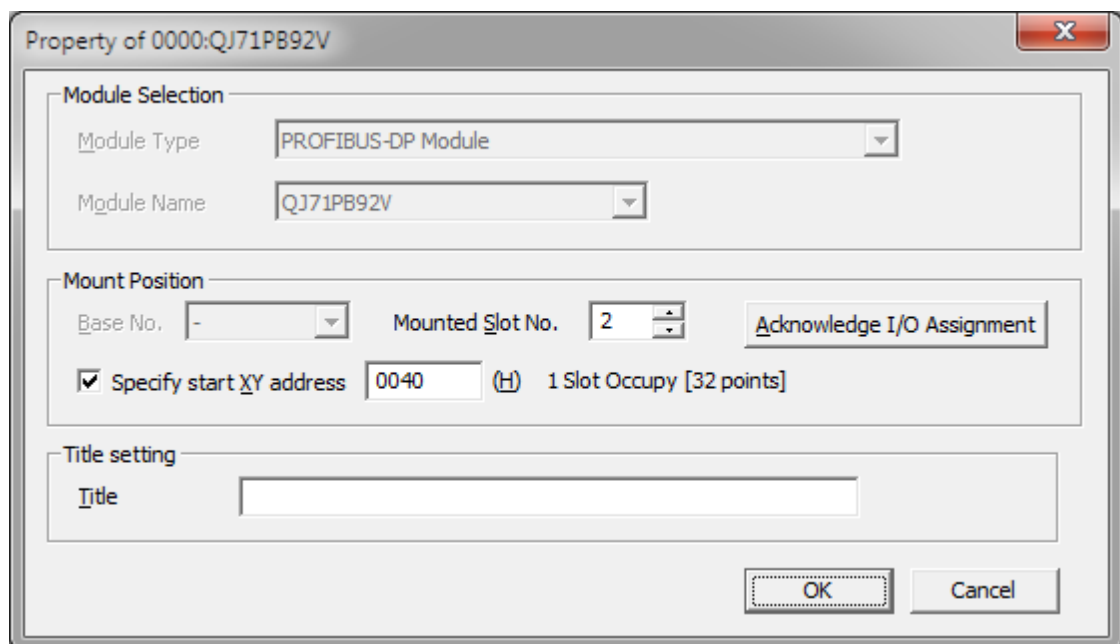 Property of 0000:QJ71PB92V
Module Selection
Module Type PROFIBUS-DP Module
Module Name QJ71PB92V
Mount Position
Base No. - Mounted Slot No. 2 Acknowledge I/O Assignment
Specify start XY address 0040 (H) 1 Slot Occupy [32 points]
Title setting
Title
OK Cancel